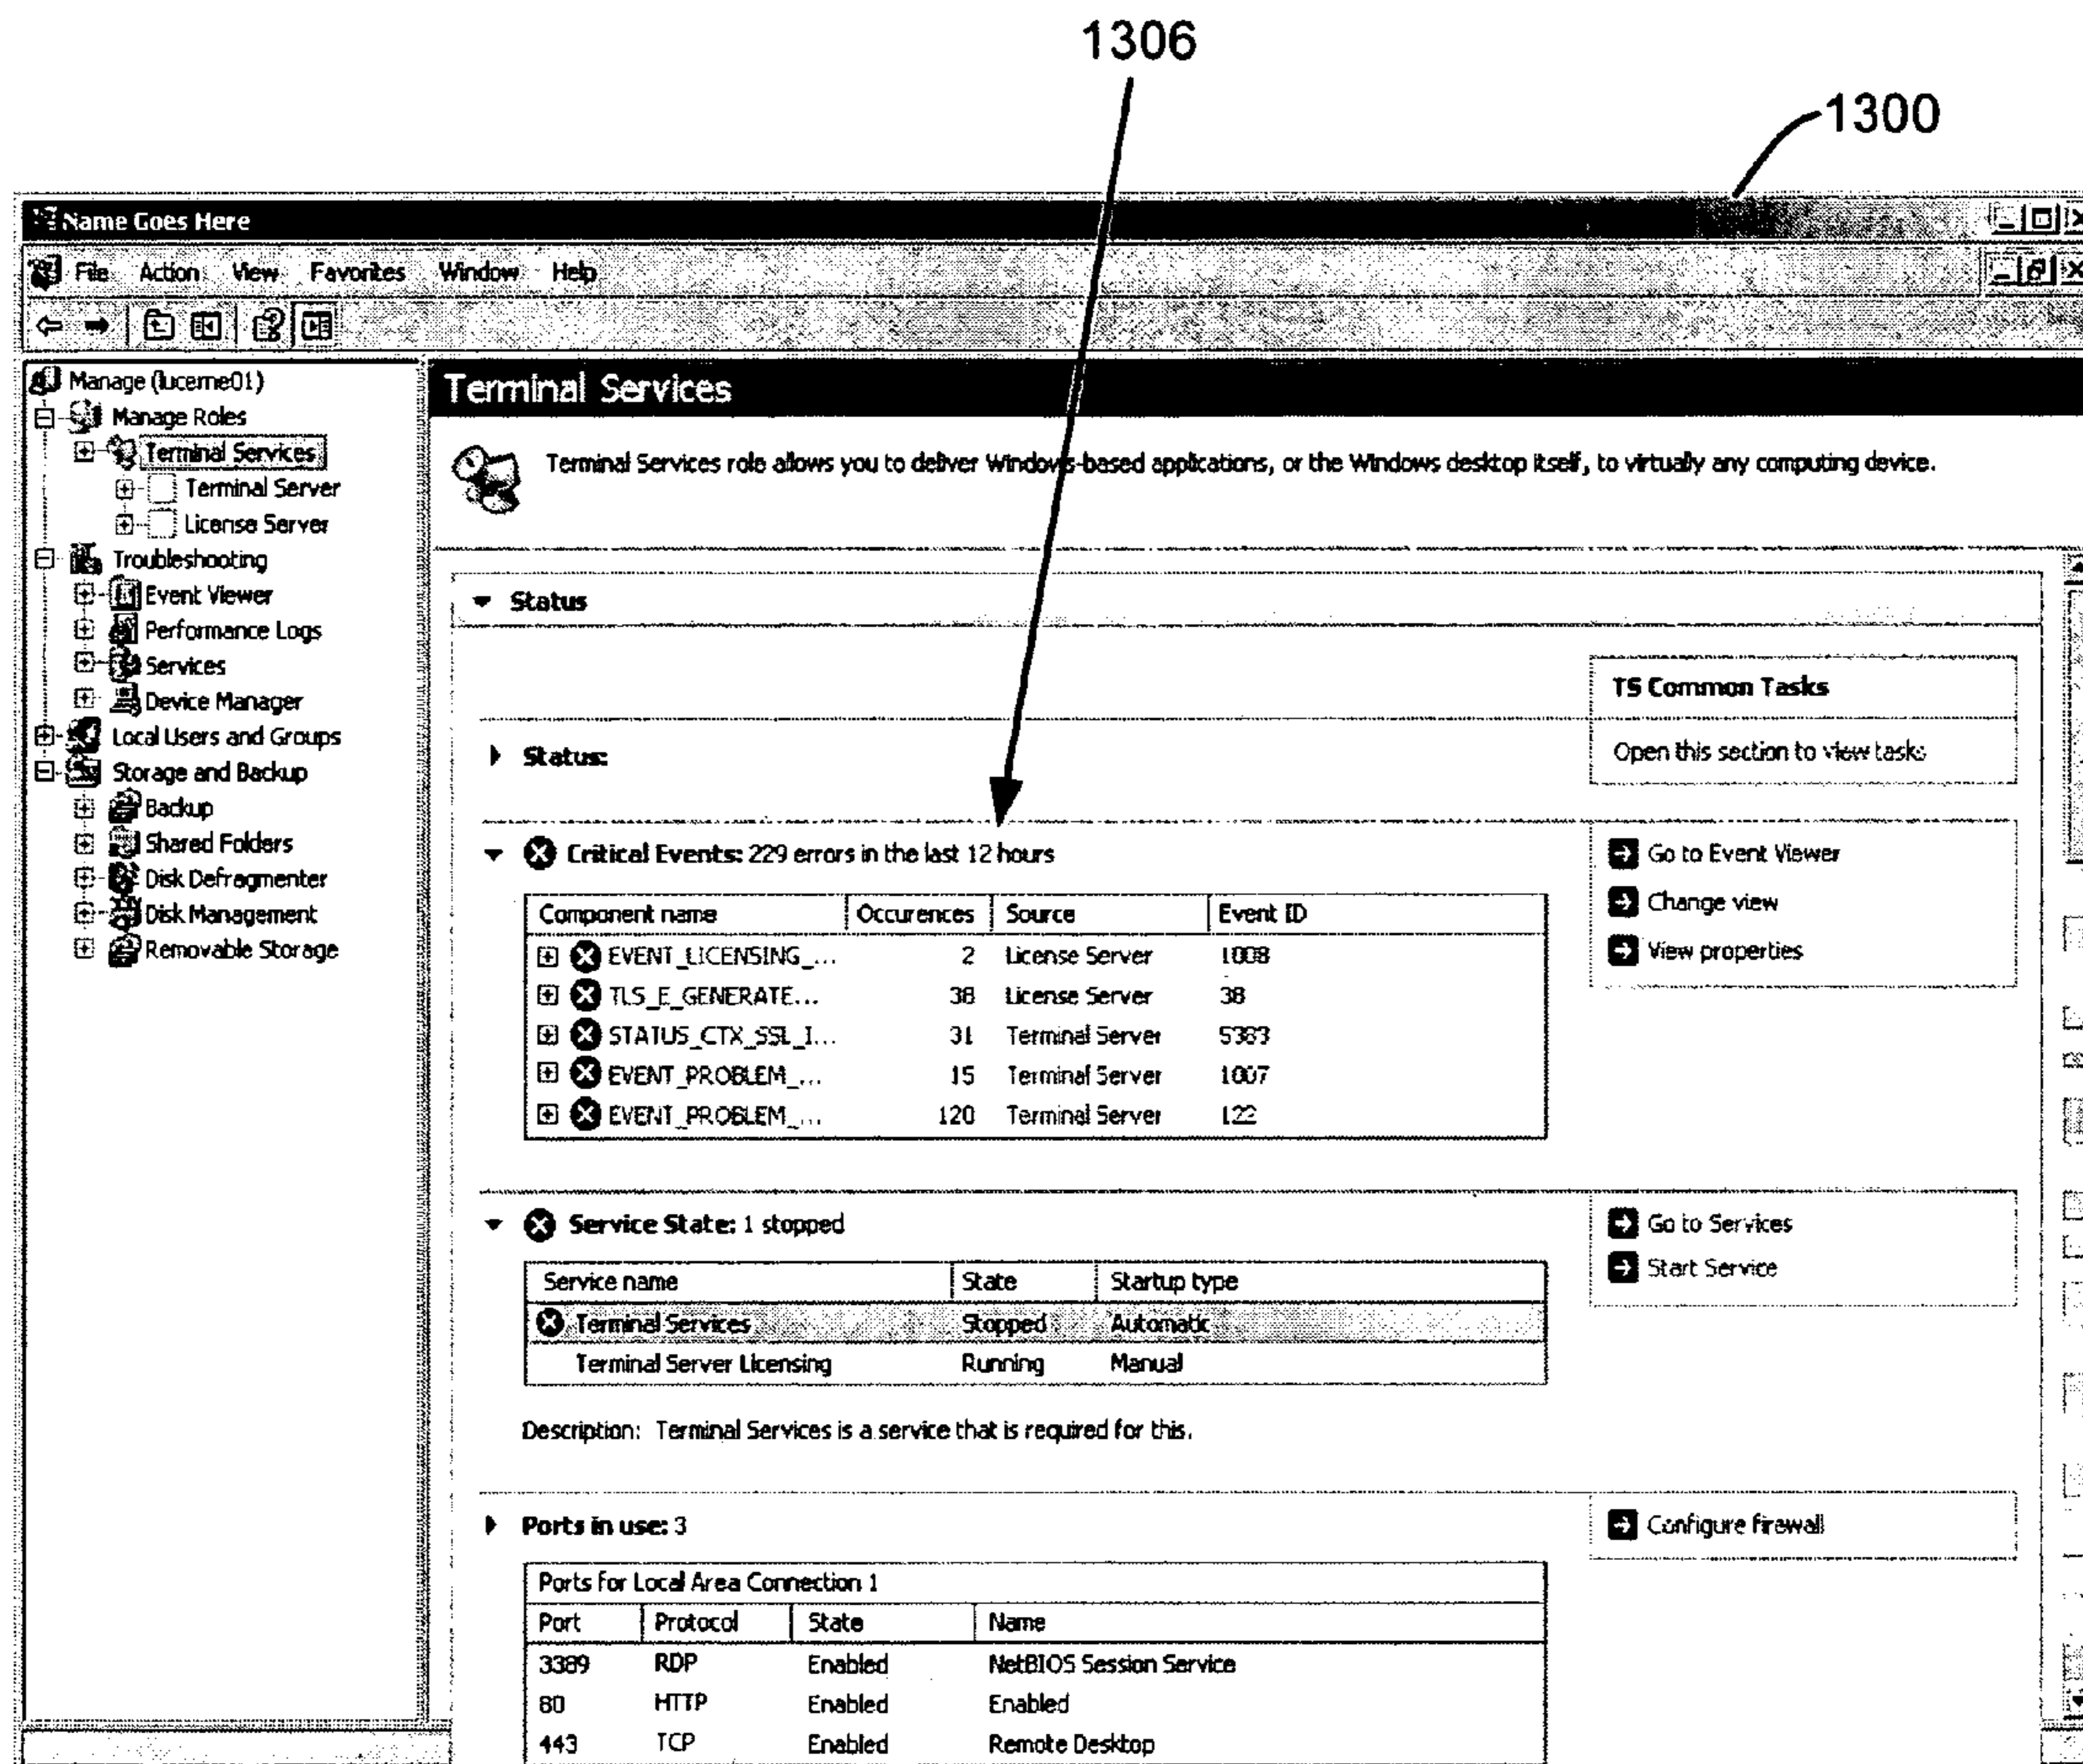 1306
1300
Name Goes Here
File Action View Favorites Window Help
Manage (lucerne01)
Manage Roles
Terminal Services
Terminal Server
License Server
Troubleshooting
Event Viewer
Performance Logs
Services
Device Manager
Local Users and Groups
Storage and Backup
Backup
Shared Folders
Disk Defragmenter
Disk Management
Removable Storage
Terminal Services
Terminal Services role allows you to deliver Windows-based applications, or the Windows desktop itself, to virtually any computing device.
Status
TS Common Tasks
Open this section to view tasks
Status:
Critical Events: 229 errors in the last 12 hours
Component name Occurences Source Event ID
EVENT_LICENSING_... 2 License Server 1008
TLS_E_GENERATE... 38 License Server 38
STATUS_CTX_SSL_I... 31 Terminal Server
EVENT_PROBLEM_... 15 Terminal Server 1007
EVENT_PROBLEM_... 120 Terminal Server 122
Go to Event Viewer
Change view
View properties
Service State: 1 stopped
Service name State Startup type
Terminal Services Stopped Automatic
Terminal Server Licensing Running Manual
Description: Terminal Services is a service that is required for this.
Go to Services
Start Service
Ports in use: 3
Configure firewall
Ports for Local Area Connection 1
Port Protocol State Name
3389 RDP Enabled NetBIOS Session Service
80 HTTP Enabled Enabled
443 TCP Enabled Remote Desktop